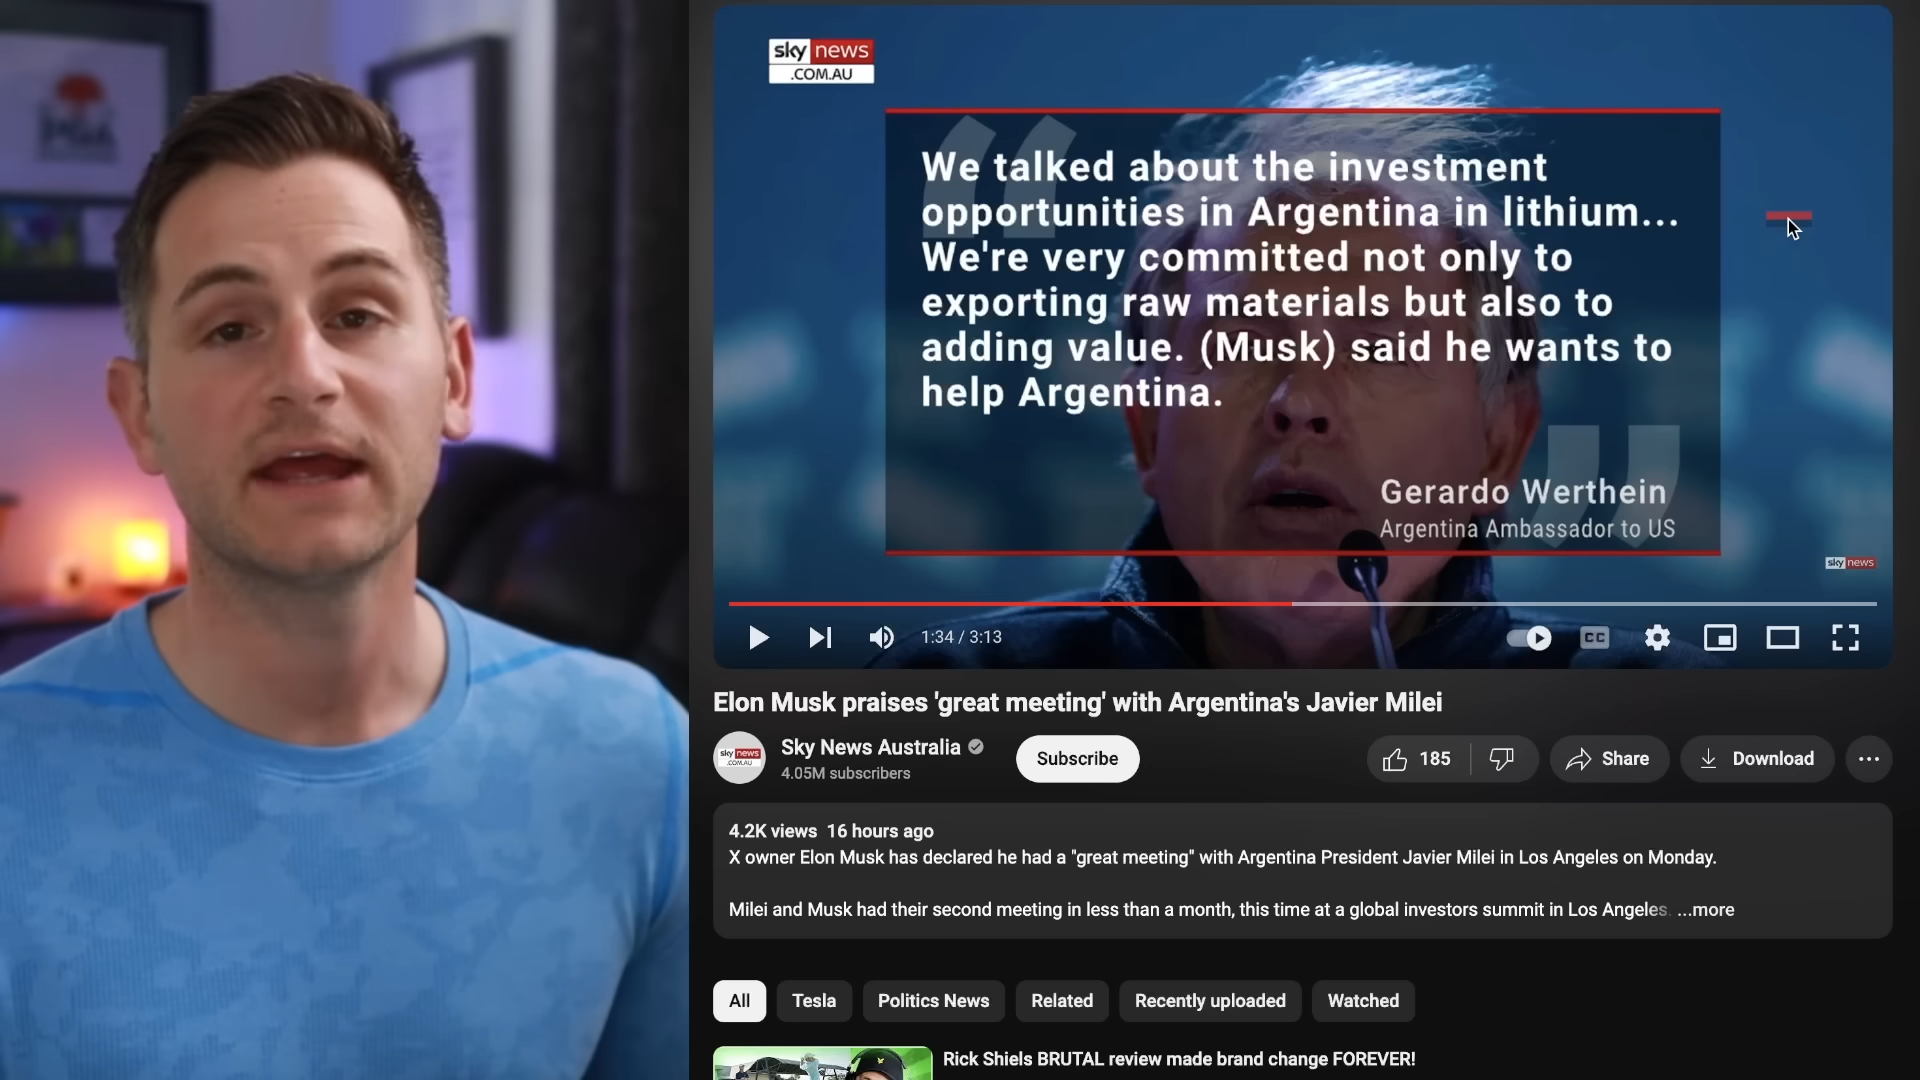 PGA
sky news
.COM.AU
We talked about the investment
opportunities in Argentina in lithium...
We're very committed not only to
exporting raw materials but also to
adding value. (Musk) said he wants to
help Argentina.
Gerardo Werthein
Argentina Ambassador to US
sky news
1:34 / 3:13
CC
Elon Musk praises 'great meeting' with Argentina's Javier Milei
sky news
.COM.AU
Sky News Australia
4.05M subscribers
Subscribe
185
Share
Download
4.2K views 16 hours ago
X owner Elon Musk has declared he had a "great meeting" with Argentina President Javier Milei in Los Angeles on Monday.
Milei and Musk had their second meeting in less than a month, this time at a global investors summit in Los Angeles. ...more
All
Tesla
Politics News
Related
Recently uploaded
Watched
Rick Shiels BRUTAL review made brand change FOREVER!